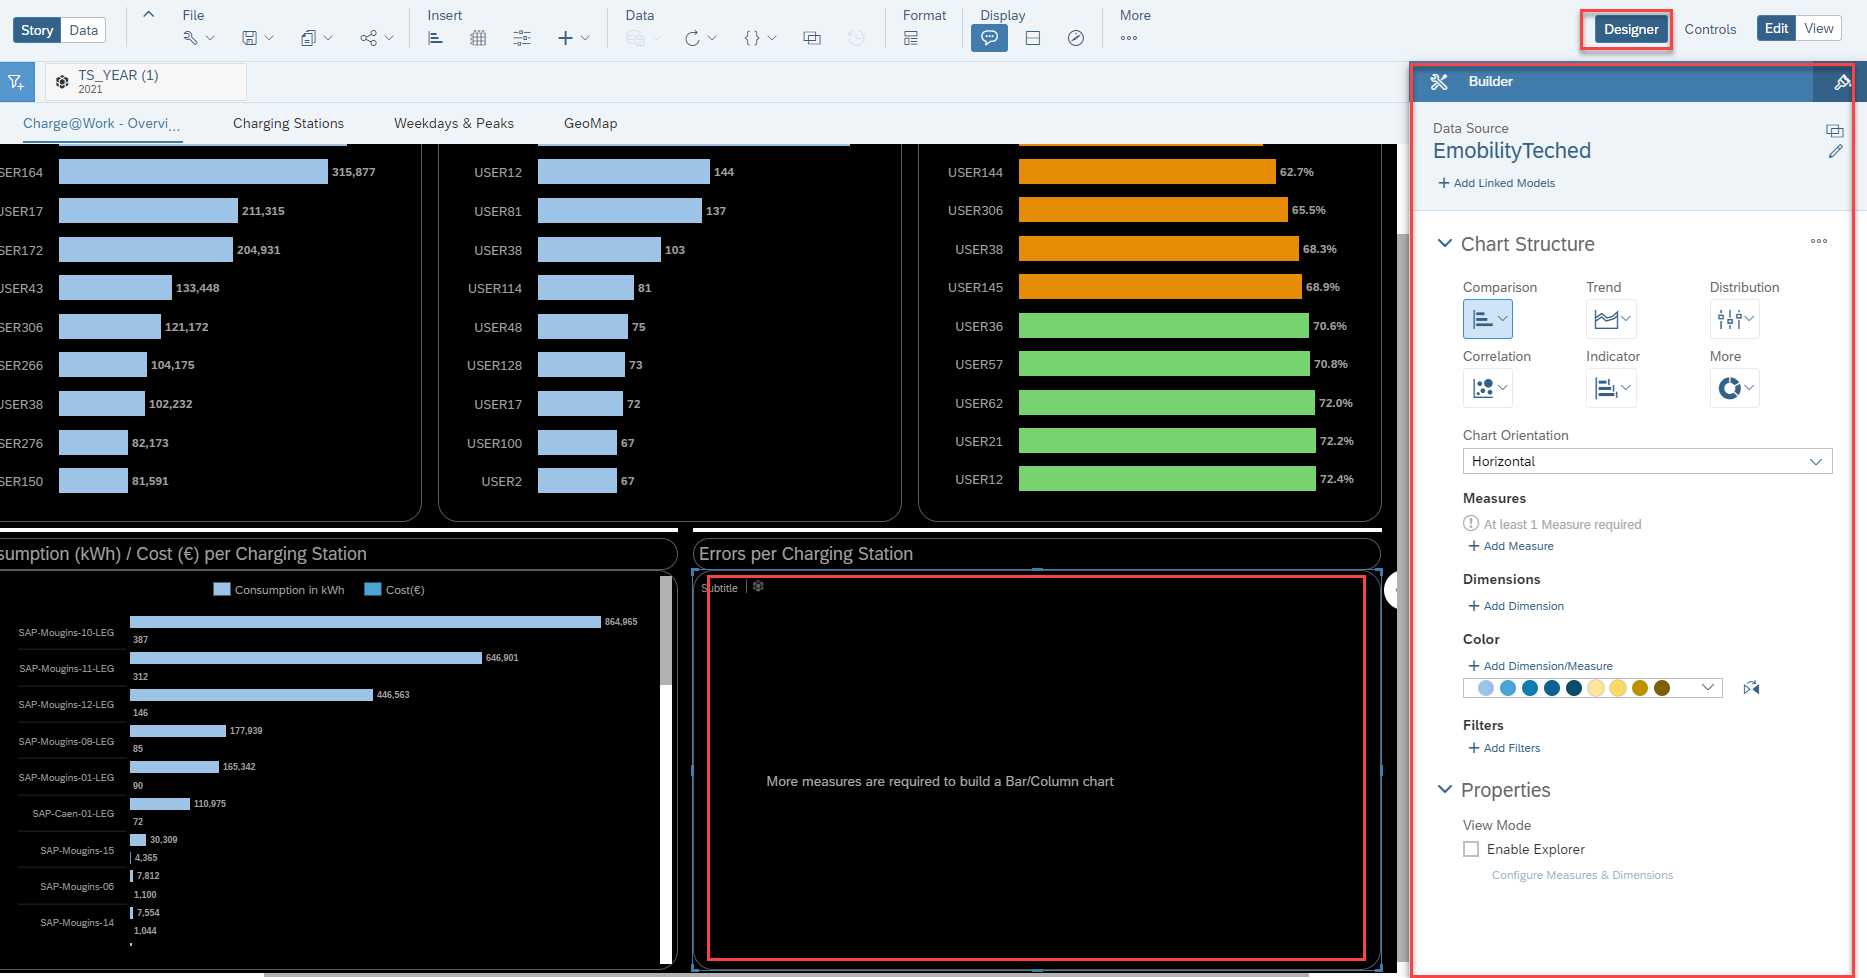 File
Insert
Data
Format
Display
More
Story
Data
Designer
Controls
Edit
View
TS_YEAR (1)
2021
Charge@Work - Overvi...
Charging Stations
Weekdays & Peaks
GeoMap
SER164
315,877
USER17
211,315
SER172
204,931
USER43
133,448
SER306
121,172
SER266
104,175
USER38
102,232
SER276
82,173
SER150
81,591
USER12
144
USER81
137
USER38
103
USER114
81
USER48
75
USER128
73
USER17
72
USER100
67
USER2
67
USER144
62.7%
USER306
65.5%
USER38
68.3%
USER145
68.9%
USER36
70.6%
USER57
70.8%
USER62
72.0%
USER21
72.2%
USER12
72.4%
sumption (kWh) / Cost (€) per Charging Station
Consumption in kWh
Cost(€)
SAP-Mougins-10-LEG
864,965
387
SAP-Mougins-11-LEG
646,901
312
SAP-Mougins-12-LEG
446,563
146
SAP-Mougins-08-LEG
177,939
85
SAP-Mougins-01-LEG
165,342
90
SAP-Caen-01-LEG
110,975
72
SAP-Mougins-15
30,309
4,365
SAP-Mougins-06
7,812
1,100
SAP-Mougins-14
7,554
1,044
Errors per Charging Station
Subtitle
More measures are required to build a Bar/Column chart
Builder
Data Source
EmobilityTeched
+ Add Linked Models
Chart Structure
Comparison
Trend
Distribution
Correlation
Indicator
More
Chart Orientation
Horizontal
Measures
At least 1 Measure required
+ Add Measure
Dimensions
+ Add Dimension
Color
+ Add Dimension/Measure
Filters
+ Add Filters
Properties
View Mode
Enable Explorer
Configure Measures & Dimensions